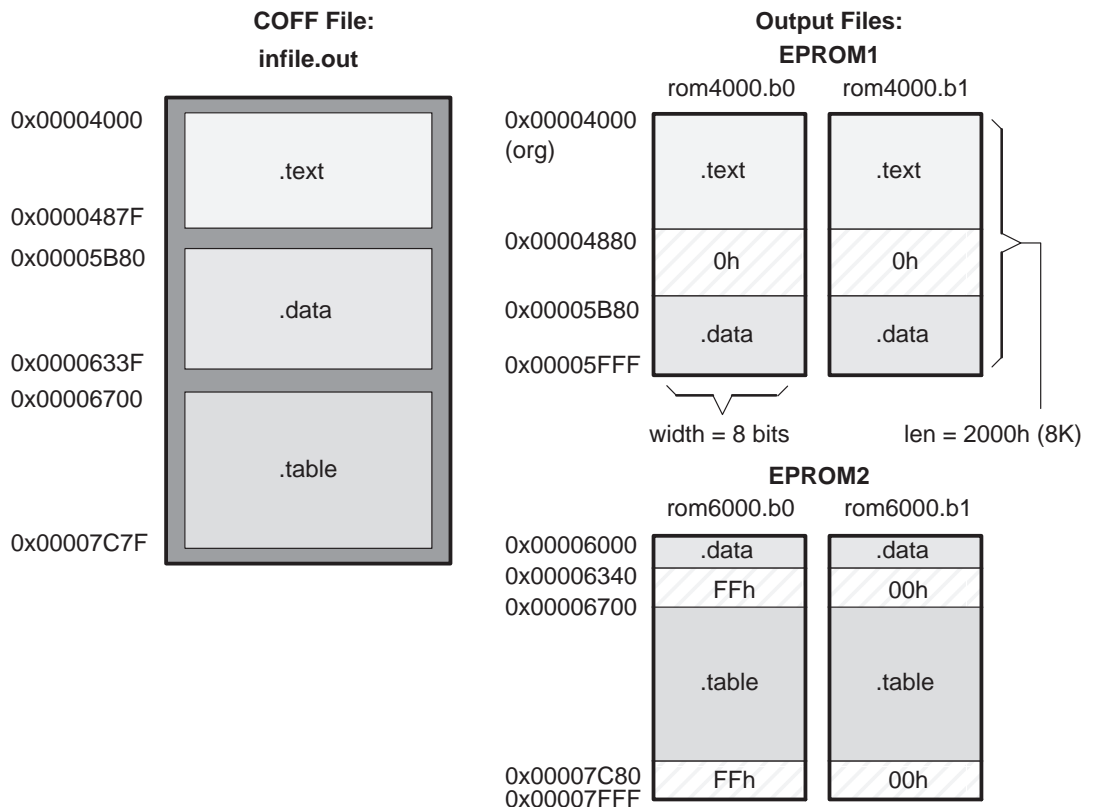 COFF File:
infile.out
0x00004000
.text
0x0000487F
0x00005B80
.data
0x0000633F
0x00006700
.table
0x00007C7F
Output Files:
EPROM1
rom4000.b0
rom4000.b1
0x00004000
(org)
.text
.text
0x00004880
0h
0h
0x00005B80
.data
.data
0x00005FFF
width = 8 bits
len = 2000h (8K)
EPROM2
rom6000.b0
rom6000.b1
0x00006000
.data
.data
0x00006340
FFh
00h
0x00006700
.table
.table
0x00007C80
FFh
00h
0x00007FFF